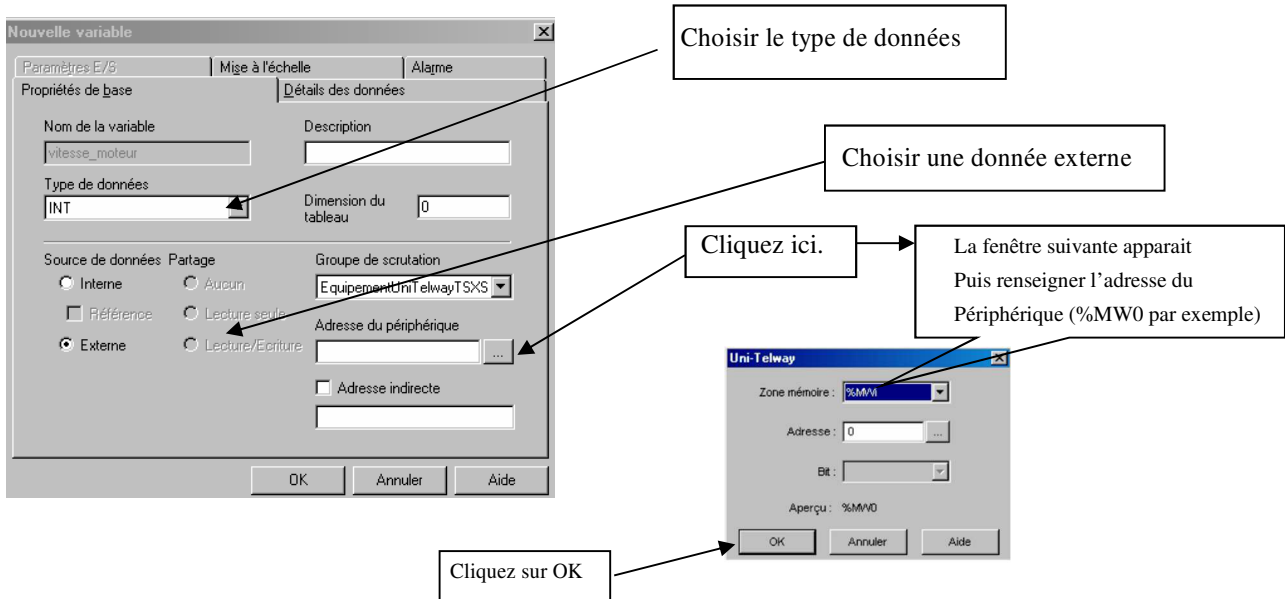 Nouvelle variable
Paramètres E/S
Mise à l'échelle
Alarme
Propriétés de base
Détails des données
Nom de la variable
Description
vitesse_moteur
Type de données
INT
Dimension du
tableau
0
Source de données
Partage
Groupe de scrutation
Interne
Aucun
EquipementUniTelwayTSXS
Référence
Lecture seule
Adresse du périphérique
Externe
Lecture/Ecriture
...
Adresse indirecte
OK
Annuler
Aide
Choisir le type de données
Choisir une donnée externe
Cliquez ici.
La fenêtre suivante apparait
Puis renseigner l’adresse du
Périphérique (%MW0 par exemple)
Uni-Telway
Zone mémoire :
%MWi
Adresse :
0
...
Bit :
Aperçu :
%MW0
OK
Annuler
Aide
Cliquez sur OK